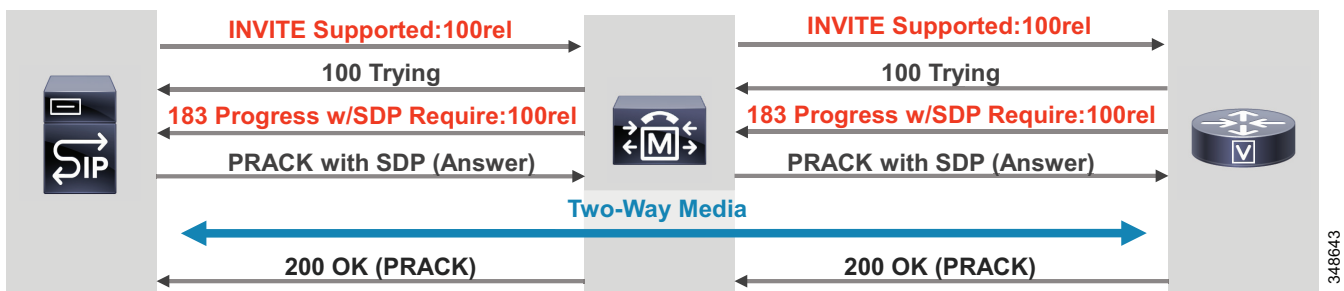 INVITE Supported:100rel
INVITE Supported:100rel
100 Trying
100 Trying
183 Progress w/SDP Require:100rel
183 Progress w/SDP Require:100rel
SIP
M
V
PRACK with SDP (Answer)
PRACK with SDP (Answer)
Two-Way Media
200 OK (PRACK)
200 OK (PRACK)
348643